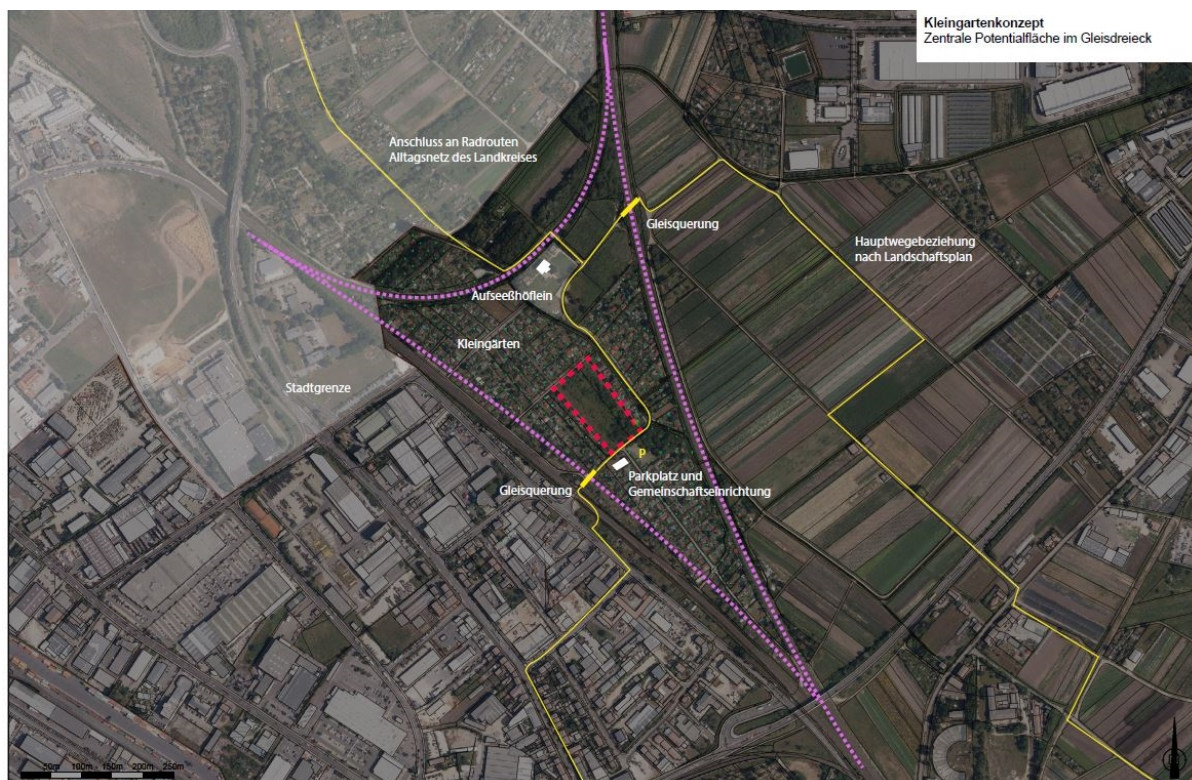 Kleingartenkonzept
Zentrale Potentialfläche im Gleisdreieck
Anschluss an Radrouten
Alltagsnetz des Landkreises
Gleisquerung
Hauptwegebeziehung
nach Landschaftsplan
Aufseeßhöflein
Kleingärten
Stadtgrenze
P
Parkplatz und
Gemeinschaftseinrichtung
Gleisquerung
50m 100m 150m 200m 250m